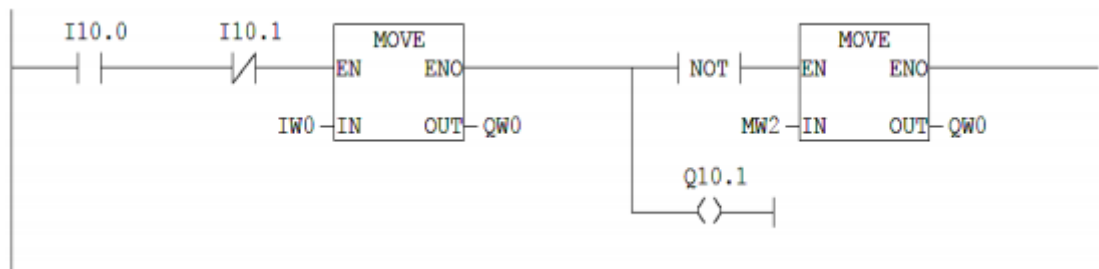 I10.0 I10.1 MOVE MOVE
EN ENO NOT EN ENO
IW0 IN OUT QW0 MW2 IN OUT QW0
Q10.1